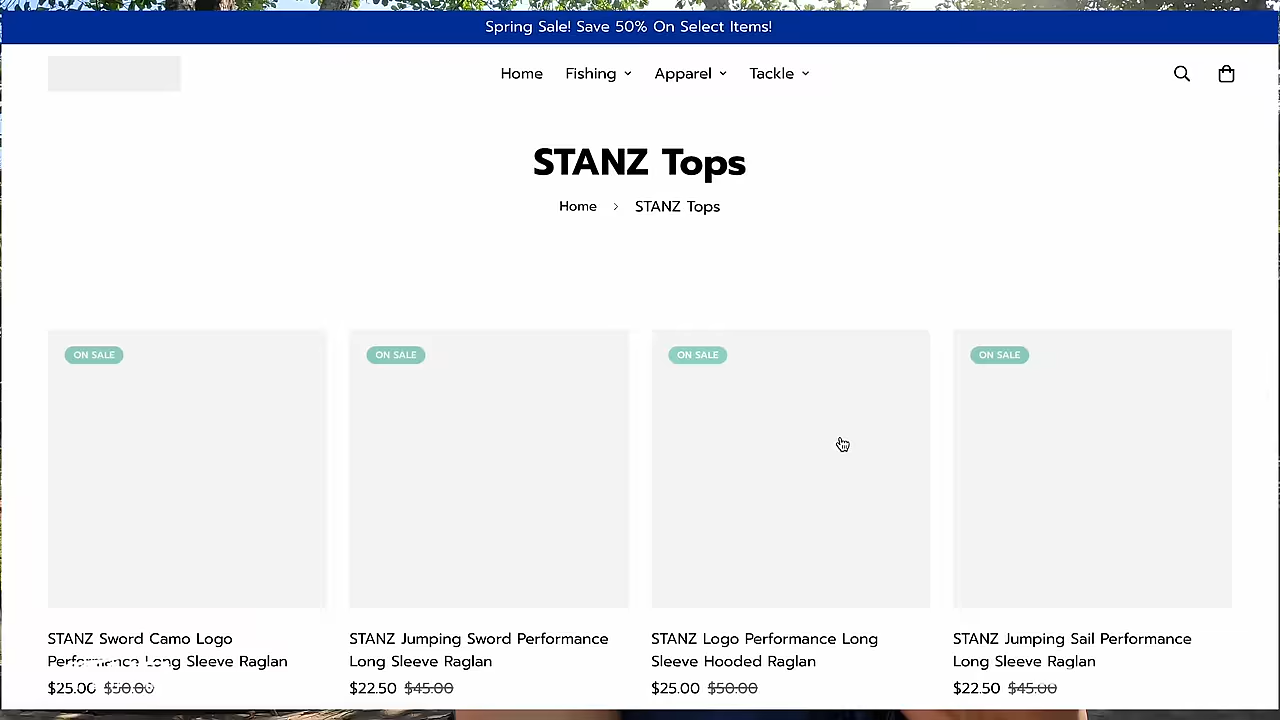 Spring Sale! Save 50% On Select Items!
Home Fishing Apparel Tackle
STANZ Tops
Home > STANZ Tops
ON SALE ON SALE ON SALE ON SALE
STANZ Sword Camo Logo
Performance Long Sleeve Raglan
$25.00 $50.00
STANZ Jumping Sword Performance
Long Sleeve Raglan
$22.50 $45.00
STANZ Logo Performance Long
Sleeve Hooded Raglan
$25.00 $50.00
STANZ Jumping Sail Performance
Long Sleeve Raglan
$22.50 $45.00